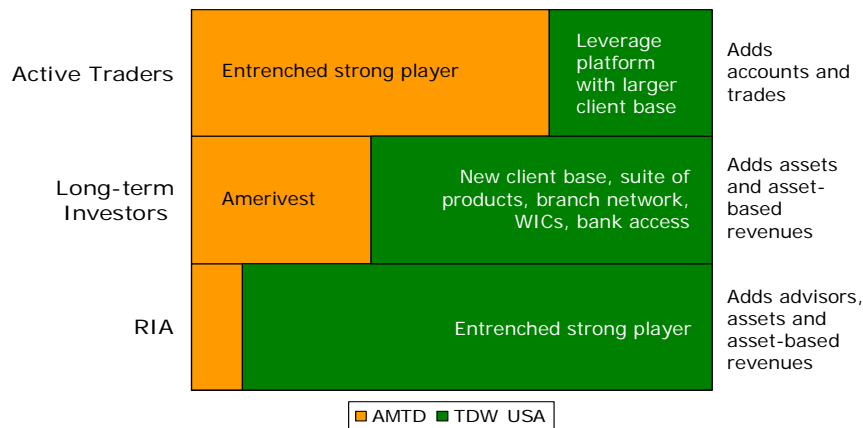 Active Traders
Entrenched strong player
Leverage
platform
with larger
client base
Adds
accounts and
trades
Long-term
Investors
Amerivest
New client base, suite of
products, branch network,
WICs, bank access
Adds assets
and asset-
based
revenues
RIA
Entrenched strong player
Adds advisors,
assets and
asset-based
revenues
AMTD TDW USA